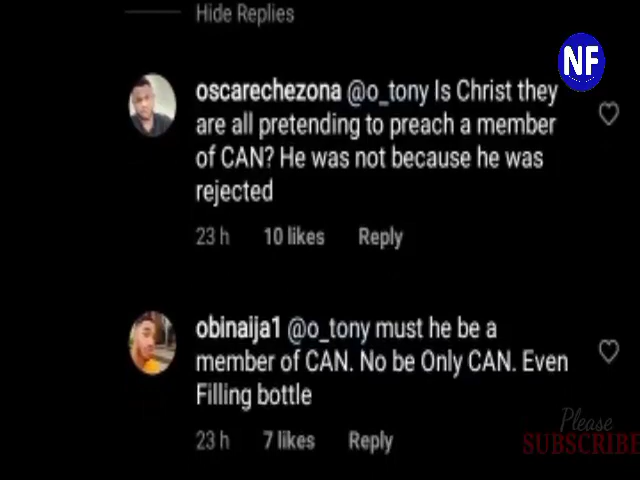 Hide Replies
NF
oscarechezona @o_tony Is Christ they
are all pretending to preach a member
of CAN? He was not because he was
rejected
23 h 10 likes Reply
obinaija1 @o_tony must he be a
member of CAN. No be Only CAN. Even
Filling bottle
23 h 7 likes Reply
Please
SUBSCRIBE